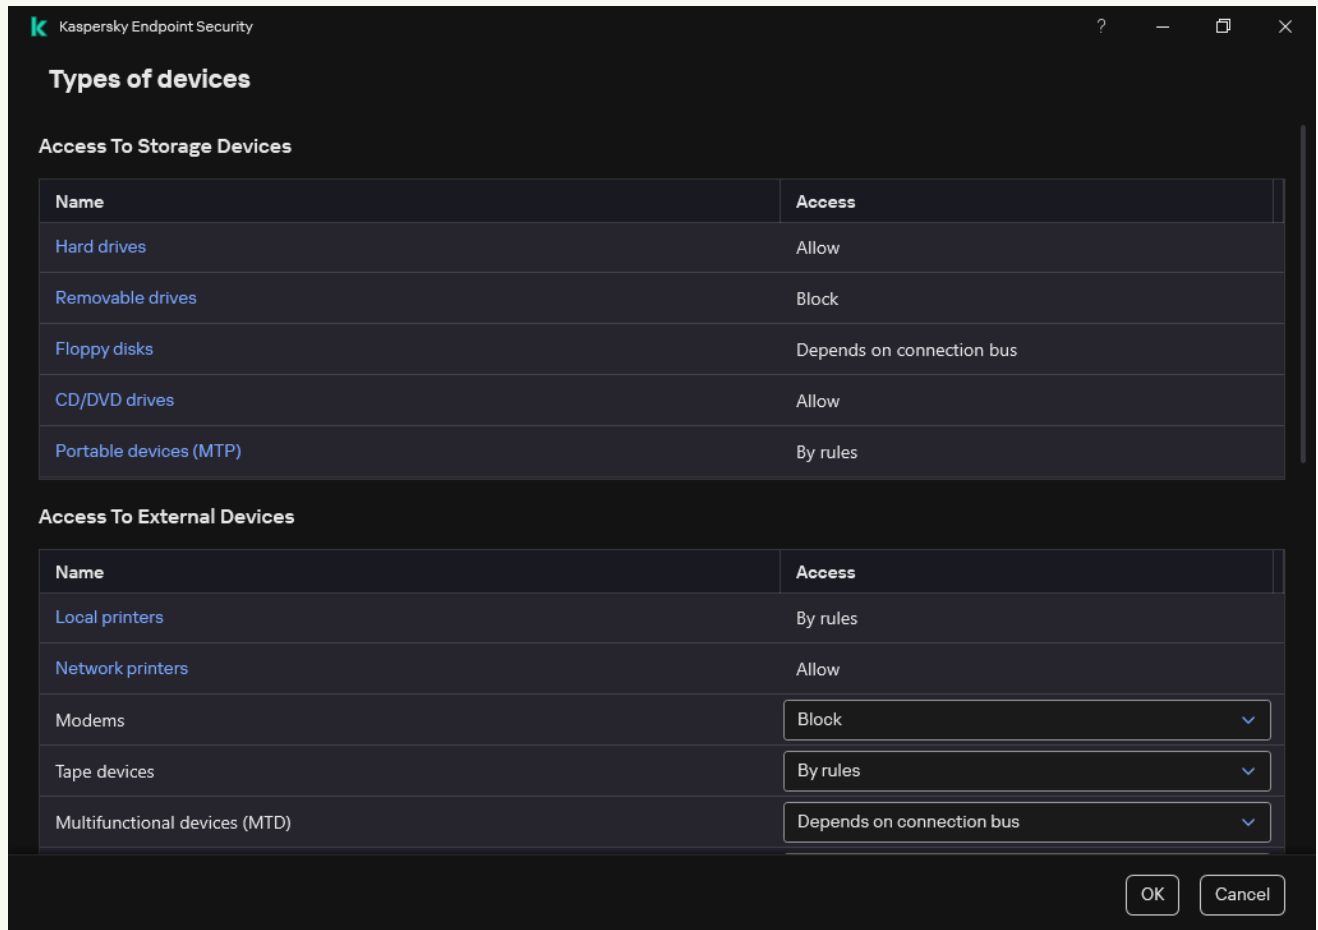 Kaspersky Endpoint Security
?
Types of devices
Access To Storage Devices
Name Access
Hard drives Allow
Removable drives Block
Floppy disks Depends on connection bus
CD/DVD drives Allow
Portable devices (MTP) By rules
Access To External Devices
Name Access
Local printers By rules
Network printers Allow
Modems Block
Tape devices By rules
Multifunctional devices (MTD) Depends on connection bus
OK Cancel